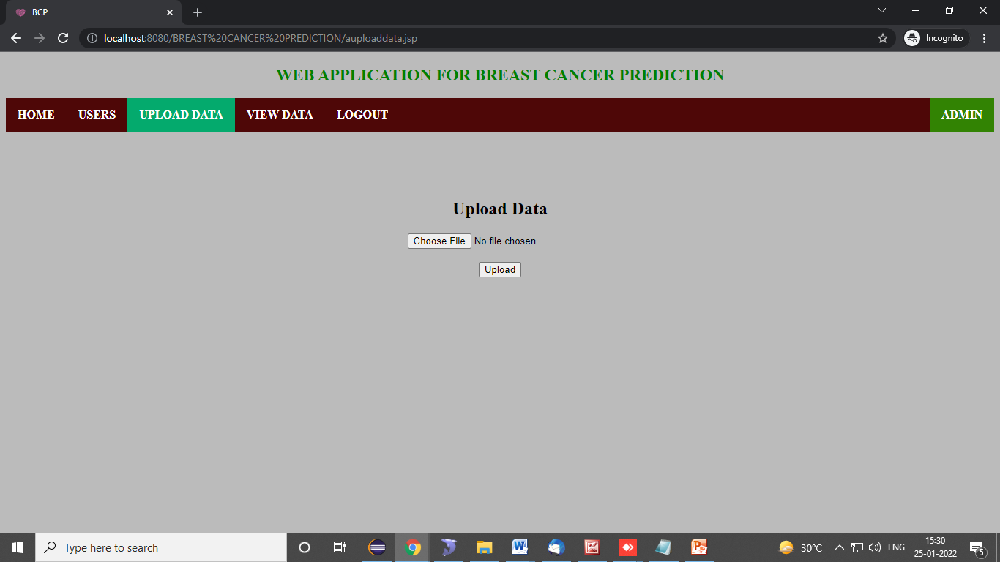 BCP
localhost:8080/BREAST%20CANCER%20PREDICTION/auploaddata.jsp
Incognito
WEB APPLICATION FOR BREAST CANCER PREDICTION
HOME USERS UPLOAD DATA VIEW DATA LOGOUT ADMIN
Upload Data
Choose File No file chosen
Upload
Type here to search
30°C
ENG
15:30
25-01-2022
5